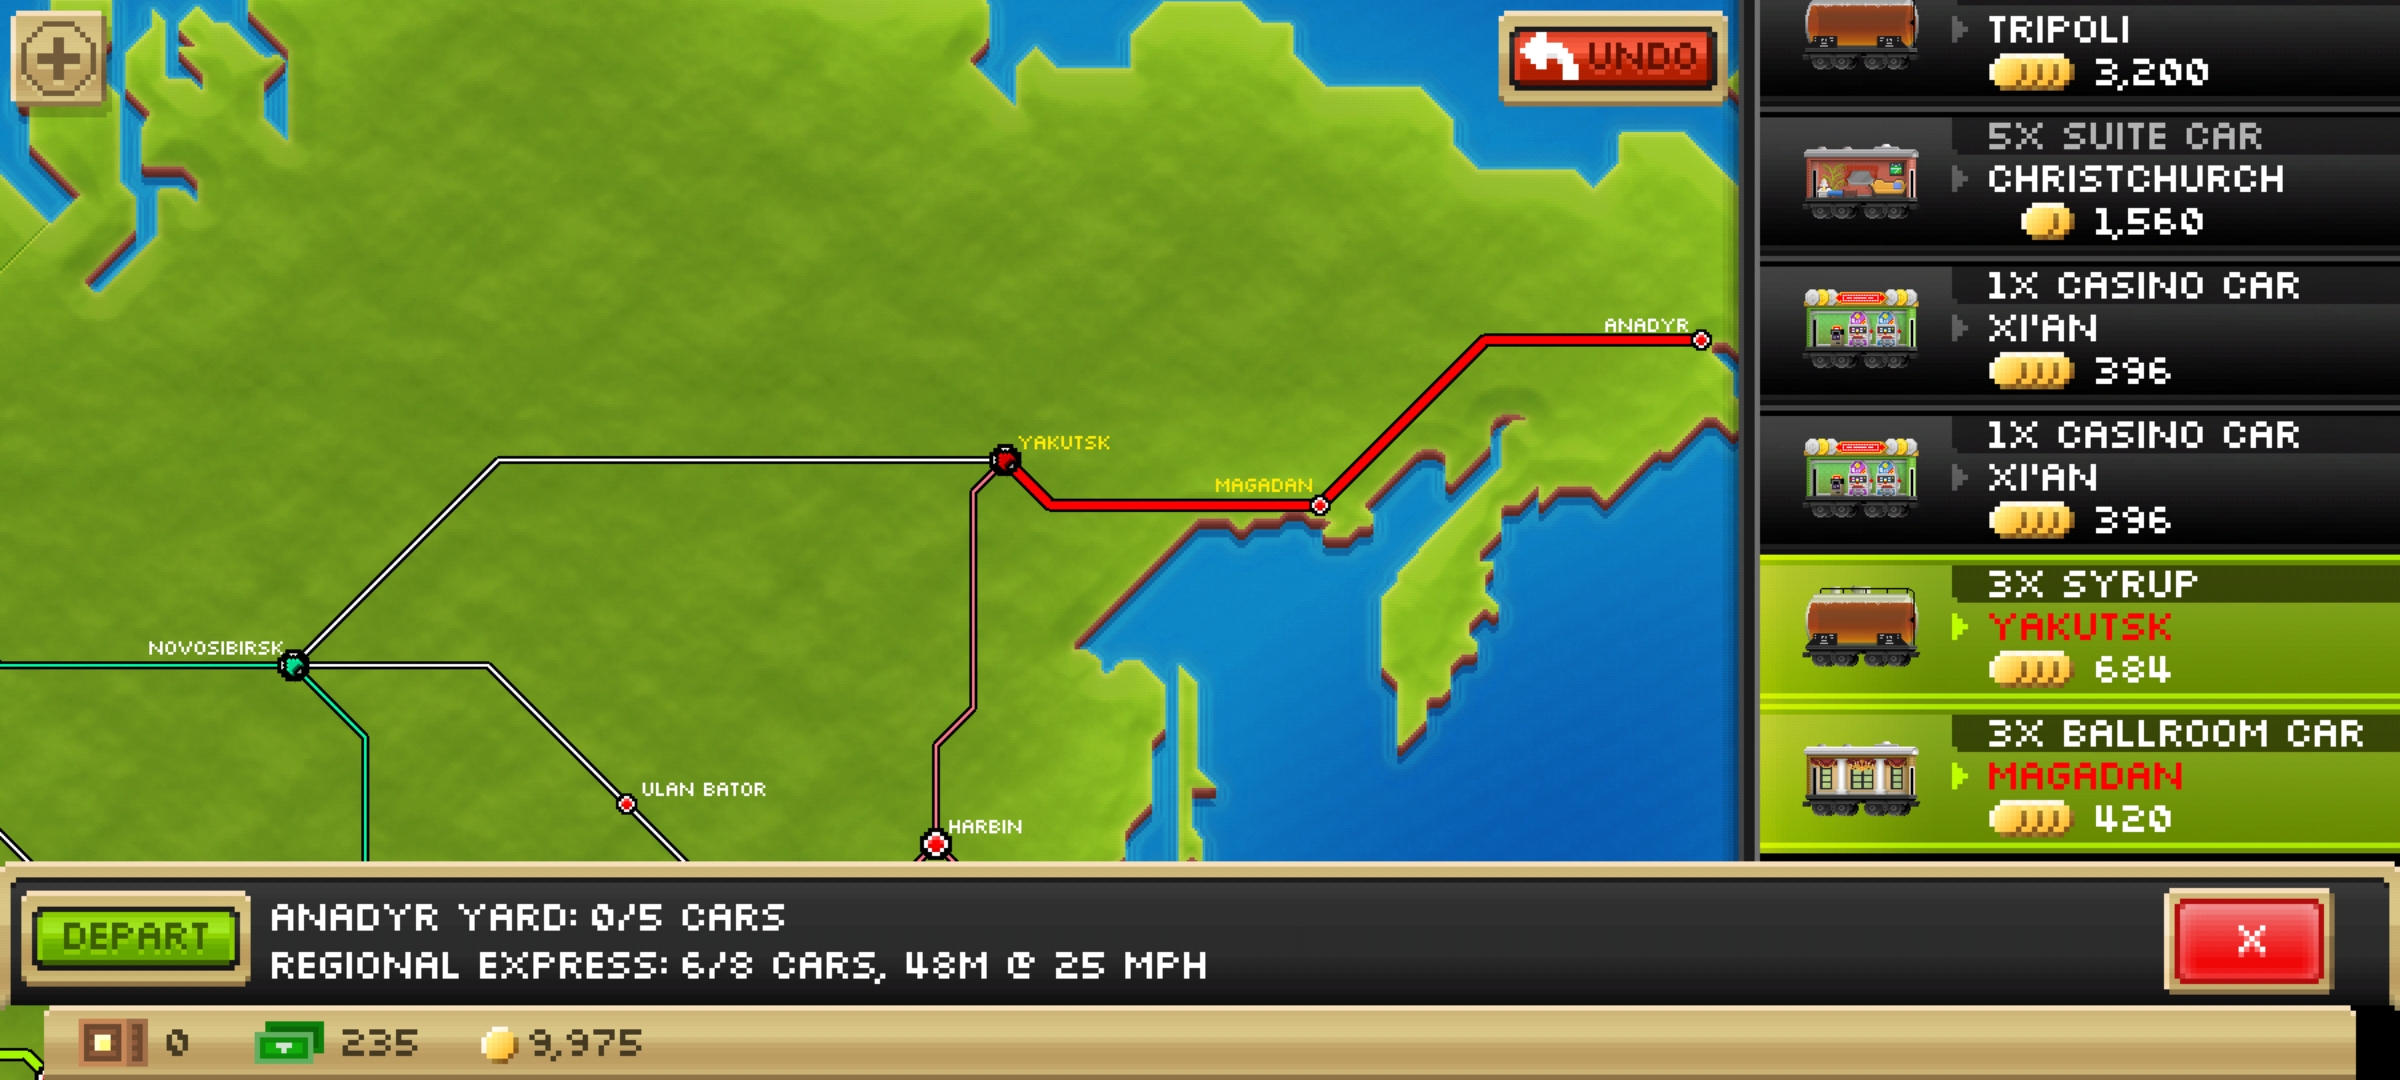 UNDO
ANADYR
YAKUTSK
MAGADAN
NOVOSIBIRSK
ULAN BATOR
HARBIN
TRIPOLI
3,200
5X SUITE CAR
CHRISTCHURCH
1,560
1X CASINO CAR
XI'AN
396
1X CASINO CAR
XI'AN
396
3X SYRUP
YAKUTSK
684
3X BALLROOM CAR
MAGADAN
420
DEPART
ANADYR YARD: 0/5 CARS
REGIONAL EXPRESS: 6/8 CARS, 48M @ 25 MPH
X
0
235
9,975